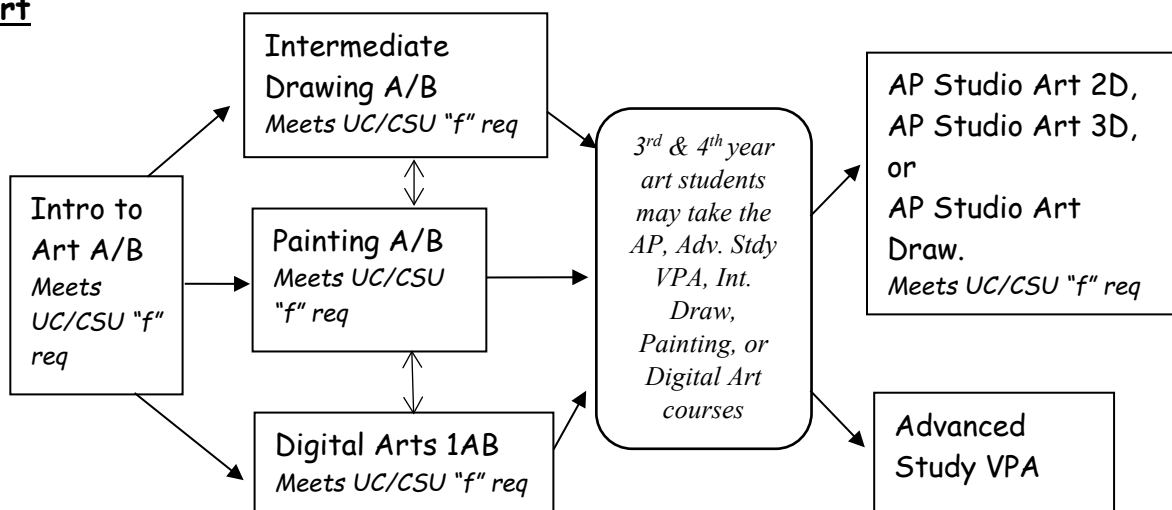 rt
Intermediate
Drawing A/B
Meets UC/CSU “f” req
Intro to
Art A/B
Meets
UC/CSU “f”
req
Painting A/B
Meets UC/CSU
“f” req
Digital Arts 1AB
Meets UC/CSU “f” req
3rd & 4th year
art students
may take the
AP, Adv. Stdy
VPA, Int.
Draw,
Painting, or
Digital Art
courses
AP Studio Art 2D,
AP Studio Art 3D,
or
AP Studio Art
Draw.
Meets UC/CSU “f” req
Advanced
Study VPA